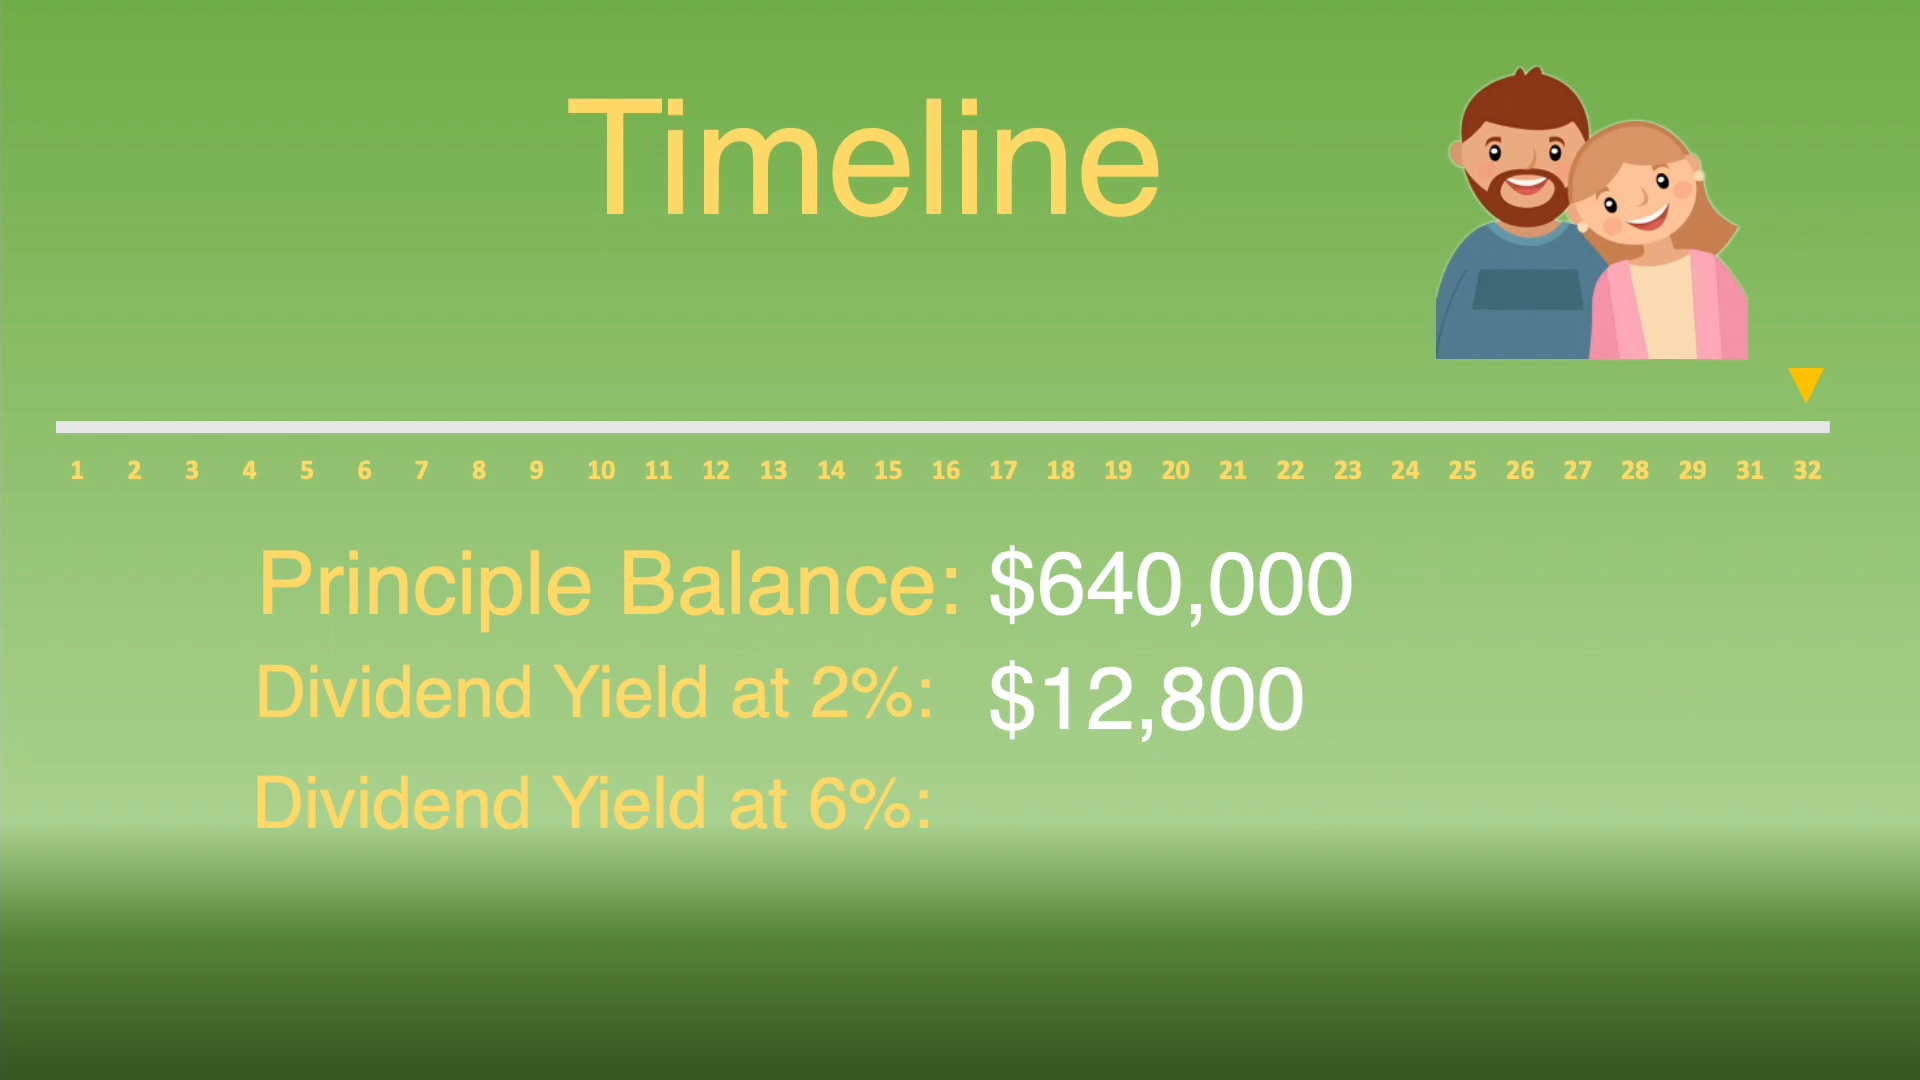 Timeline
1 2 3 4 5 6 7 8 9 10 11 12 13 14 15 16 17 18 19 20 21 22 23 24 25 26 27 28 29 31 32
Principle Balance: $640,000
Dividend Yield at 2%: $12,800
Dividend Yield at 6%: